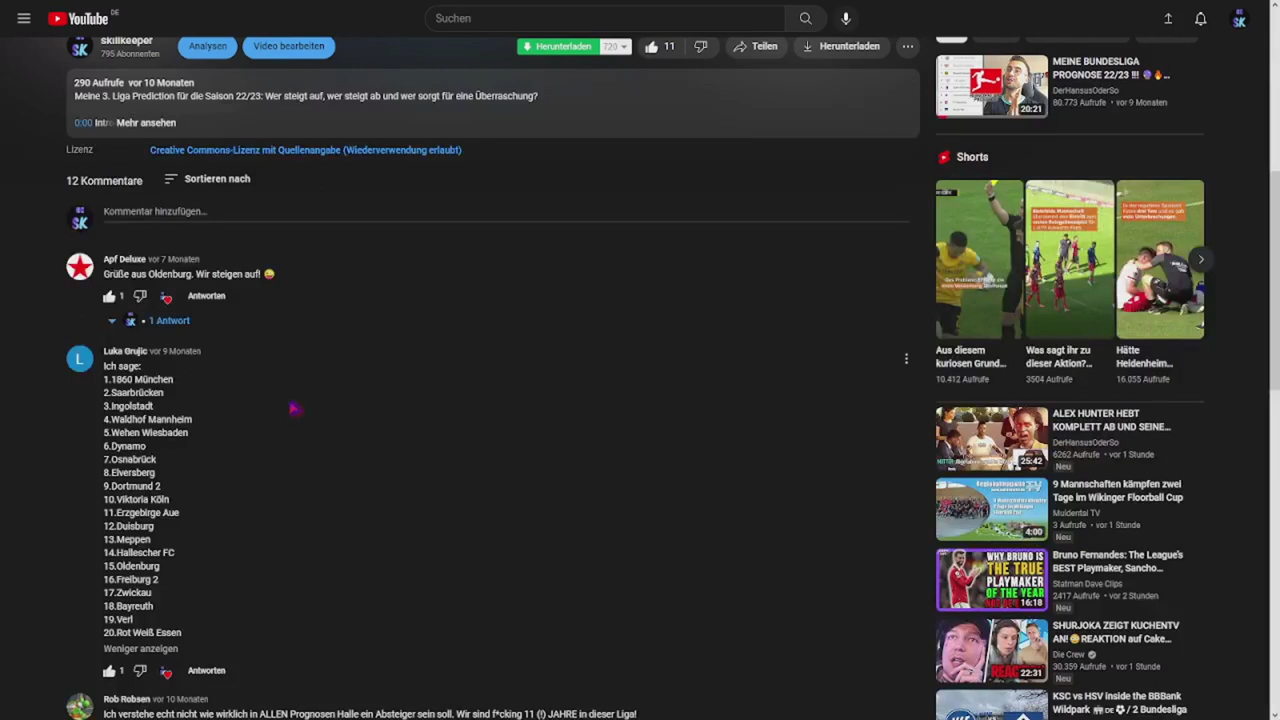 YouTube DE
Suchen
skillkeeper
795 Abonnenten
Analysen
Video bearbeiten
Herunterladen
720
11
Teilen
Herunterladen
290 Aufrufe vor 10 Monaten
Meine 3. Liga Prediction für die Saison 22/23. Wer steigt auf, wer steigt ab und wer sorgt für eine Überraschung?
0:00 Intro Mehr ansehen
Lizenz
Creative Commons-Lizenz mit Quellenangabe (Wiederverwendung erlaubt)
12 Kommentare
Sortieren nach
Kommentar hinzufügen...
Apf Deluxe vor 7 Monaten
Grüße aus Oldenburg. Wir steigen auf!
1
Antworten
1 Antwort
L
Luka Grujic vor 9 Monaten
Ich sage:
1.1860 München
2.Saarbrücken
3.Ingolstadt
4.Waldhof Mannheim
5.Wehen Wiesbaden
6.Dynamo
7.Osnabrück
8.Elversberg
9.Dortmund 2
10.Viktoria Köln
11.Erzgebirge Aue
12.Duisburg
13.Meppen
14.Hallescher FC
15.Oldenburg
16.Freiburg 2
17.Zwickau
18.Bayreuth
19.Verl
20.Rot Weiß Essen
Weniger anzeigen
1
Antworten
Rob Robsen vor 10 Monaten
Ich verstehe echt nicht wie wirklich in ALLEN Prognosen Halle ein Absteiger sein soll. Wir sind f*cking 11 (!) JAHRE in dieser Liga!
20:21
MEINE BUNDESLIGA
PROGNOSE 22/23 !!!
DerHansusOderSo
80.773 Aufrufe • vor 9 Monaten
Shorts
Aus diesem
kuriosen Grund...
10.412 Aufrufe
Was sagt ihr zu
dieser Aktion?...
3504 Aufrufe
Hätte
Heldenheim...
16.055 Aufrufe
25:42
ALEX HUNTER HEBT
KOMPLETT AB UND SEINE...
DerHansusOderSo
6262 Aufrufe • vor 1 Stunde
Neu
4:00
9 Mannschaften kämpfen zwei
Tage im Wikinger Floorball Cup
Muldental TV
3 Aufrufe • vor 1 Stunde
Neu
WHY BRUNO IS
THE TRUE
PLAYMAKER
OF THE YEAR
16:18
Bruno Fernandes: The League's
BEST Playmaker, Sancho...
Statman Dave Clips
2417 Aufrufe • vor 2 Stunden
Neu
22:31
SHURJOKA ZEIGT KUCHENTV
AN! REAKTION auf Cake...
Die Crew
30.359 Aufrufe • vor 1 Stunde
Neu
KSC vs HSV inside the BBBank
Wildpark DE / 2 Bundesliga